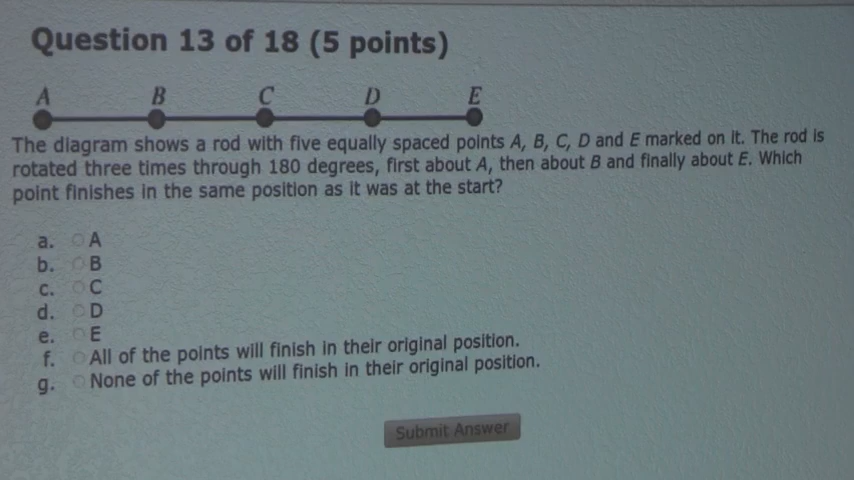 Question 13 of 18 (5 points)
A B C D E
The diagram shows a rod with five equally spaced points A, B, C, D and E marked on it. The rod is
rotated three times through 180 degrees, first about A, then about B and finally about E. Which
point finishes in the same position as it was at the start?
a. A
b. B
c. C
d. D
e. E
f. All of the points will finish in their original position.
g. None of the points will finish in their original position.
Submit Answer